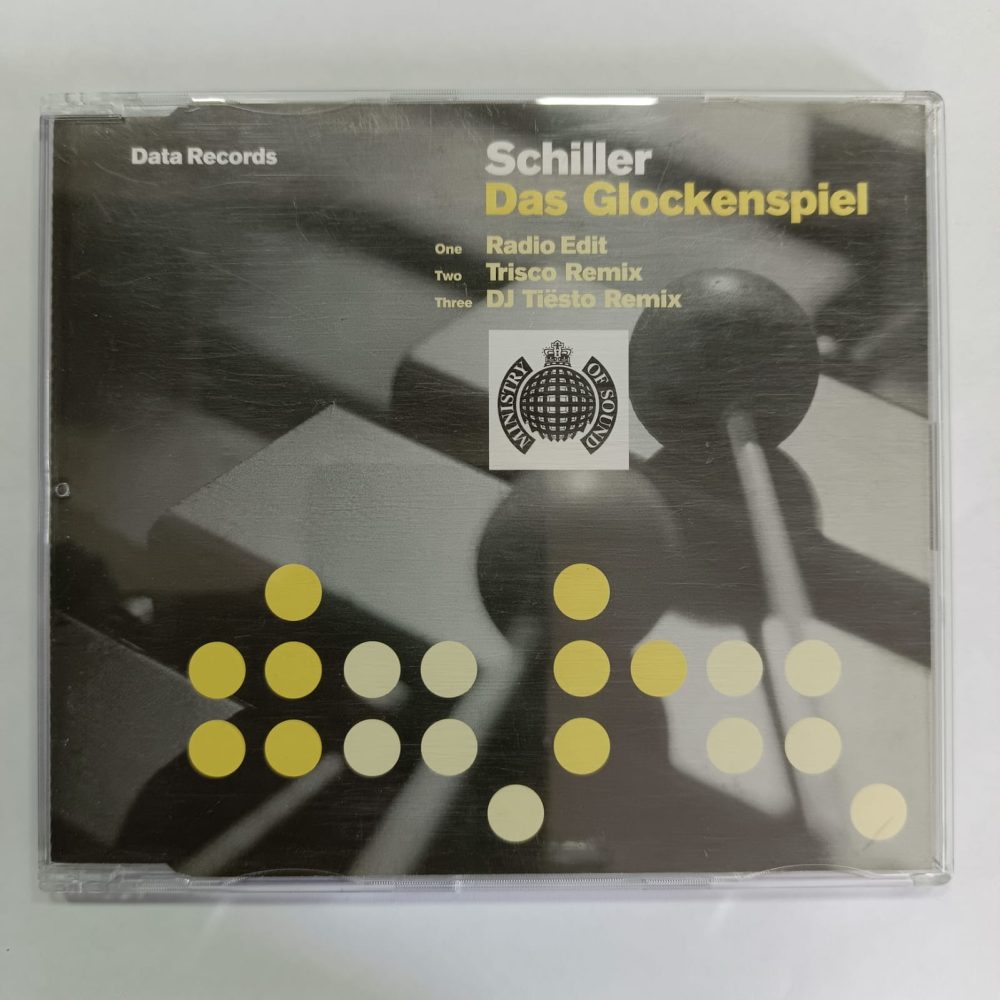 Data Records
Schiller
Das Glockenspiel
One Radio Edit
Two Trisco Remix
Three DJ Tiësto Remix
MINISTRY OF SOUND